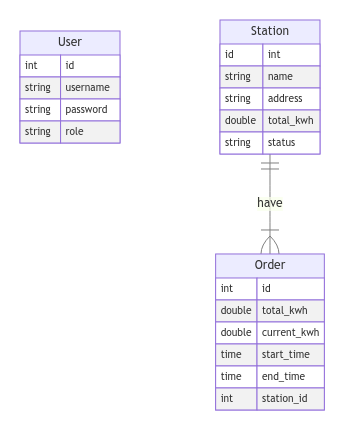 User
int id
string username
string password
string role
Station
id int
string name
string address
double total_kwh
string status
have
Order
int id
double total_kwh
double current_kwh
time start_time
time end_time
int station_id